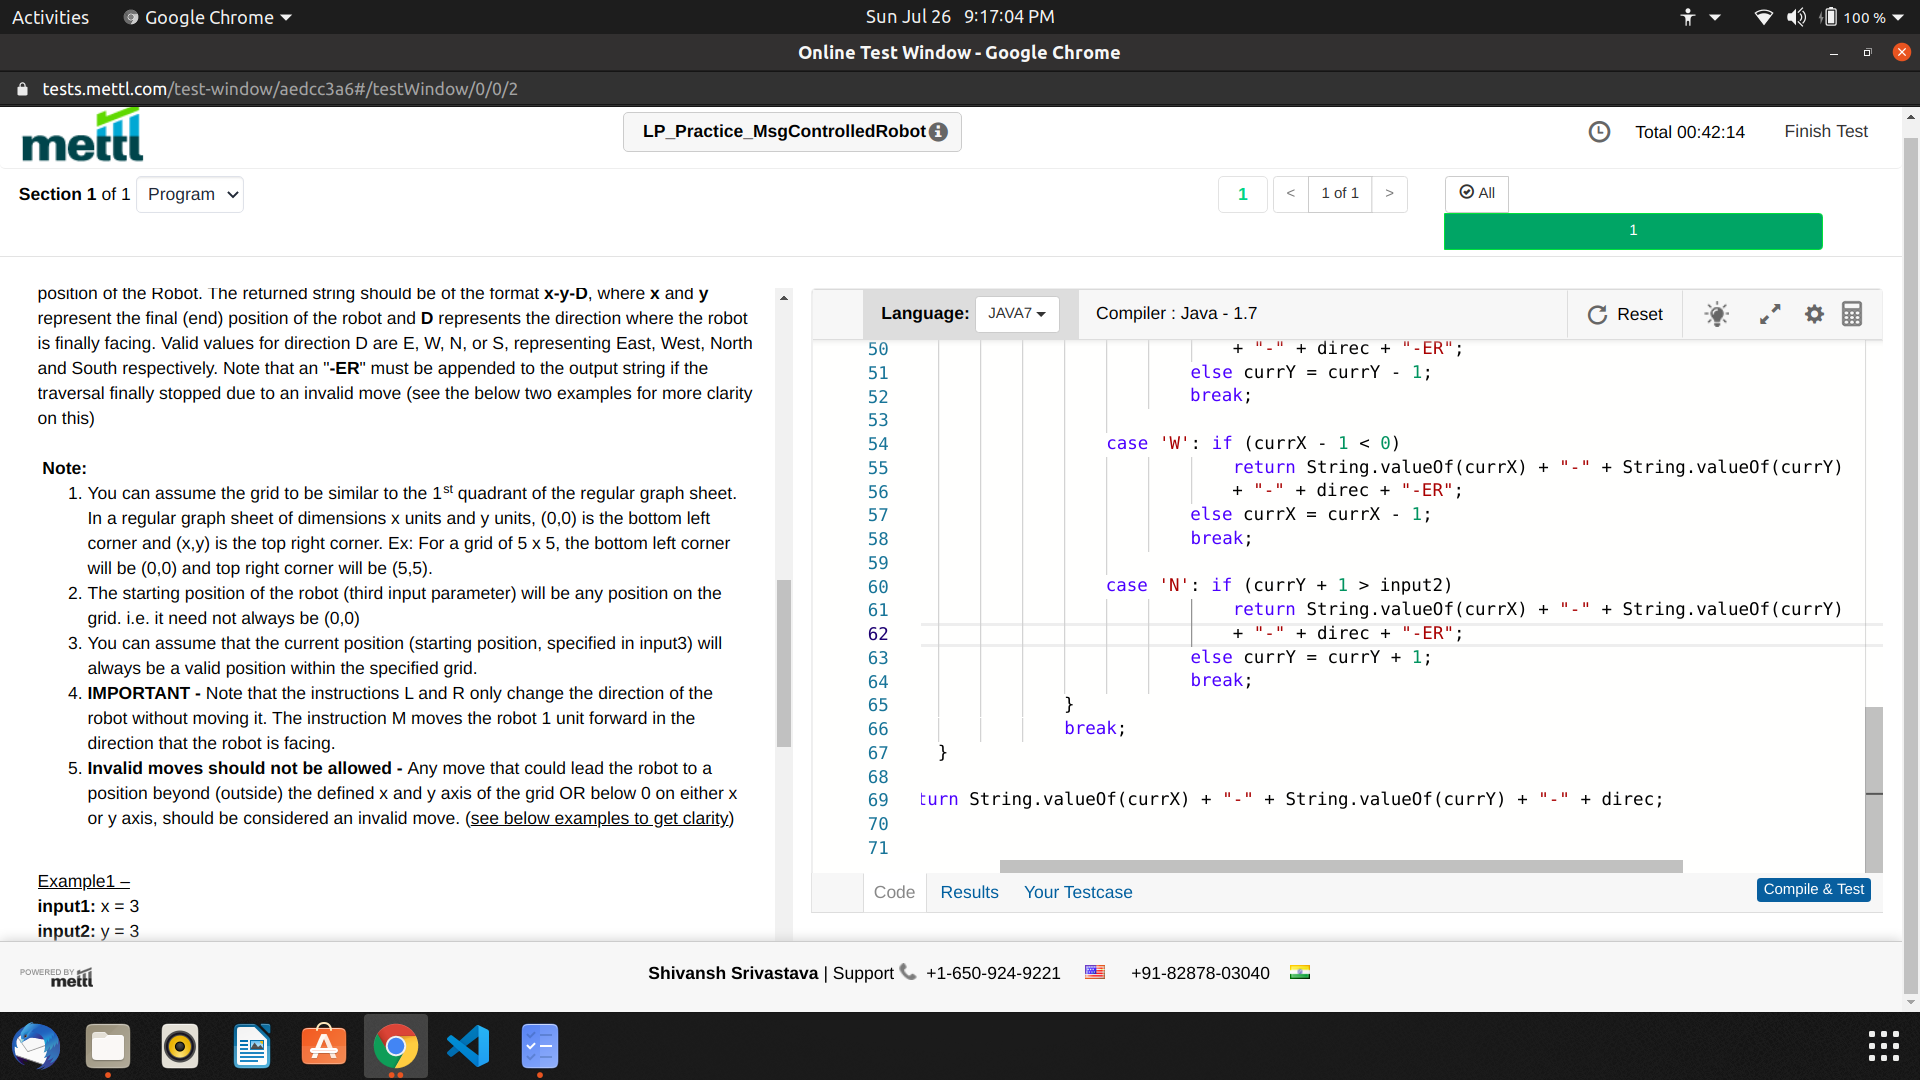 Activities
Google Chrome
Sun Jul 26 9:17:04 PM
100 %
Online Test Window - Google Chrome
tests.mettl.com/test-window/aedcc3a6#/testWindow/0/0/2
mettl
LP_Practice_MsgControlledRobot
Total 00:42:14
Finish Test
Section 1 of 1
Program
1
<
1 of 1
>
All
1
position of the Robot. The returned string should be of the format x-y-D, where x and y
represent the final (end) position of the robot and D represents the direction where the robot
is finally facing. Valid values for direction D are E, W, N, or S, representing East, West, North
and South respectively. Note that an "-ER" must be appended to the output string if the
traversal finally stopped due to an invalid move (see the below two examples for more clarity
on this)
Note:
1. You can assume the grid to be similar to the 1st quadrant of the regular graph sheet.
In a regular graph sheet of dimensions x units and y units, (0,0) is the bottom left
corner and (x,y) is the top right corner. Ex: For a grid of 5 x 5, the bottom left corner
will be (0,0) and top right corner will be (5,5).
2. The starting position of the robot (third input parameter) will be any position on the
grid. i.e. it need not always be (0,0)
3. You can assume that the current position (starting position, specified in input3) will
always be a valid position within the specified grid.
4. IMPORTANT - Note that the instructions L and R only change the direction of the
robot without moving it. The instruction M moves the robot 1 unit forward in the
direction that the robot is facing.
5. Invalid moves should not be allowed - Any move that could lead the robot to a
position beyond (outside) the defined x and y axis of the grid OR below 0 on either x
or y axis, should be considered an invalid move. (see below examples to get clarity)
Example1 –
input1: x = 3
input2: y = 3
Language:
JAVA7
Compiler : Java - 1.7
Reset
50 + "-" + direc + "-ER";
51 else currY = currY - 1;
52 break;
53
54 case 'W': if (currX - 1 < 0)
55 return String.valueOf(currX) + "-" + String.valueOf(currY)
56 + "-" + direc + "-ER";
57 else currX = currX - 1;
58 break;
59
60 case 'N': if (currY + 1 > input2)
61 return String.valueOf(currX) + "-" + String.valueOf(currY)
62 + "-" + direc + "-ER";
63 else currY = currY + 1;
64 break;
65 }
66 break;
67 }
68
69 turn String.valueOf(currX) + "-" + String.valueOf(currY) + "-" + direc;
70
71
Code
Results
Your Testcase
Compile & Test
POWERED BY
mettl
Shivansh Srivastava | Support +1-650-924-9221 +91-82878-03040